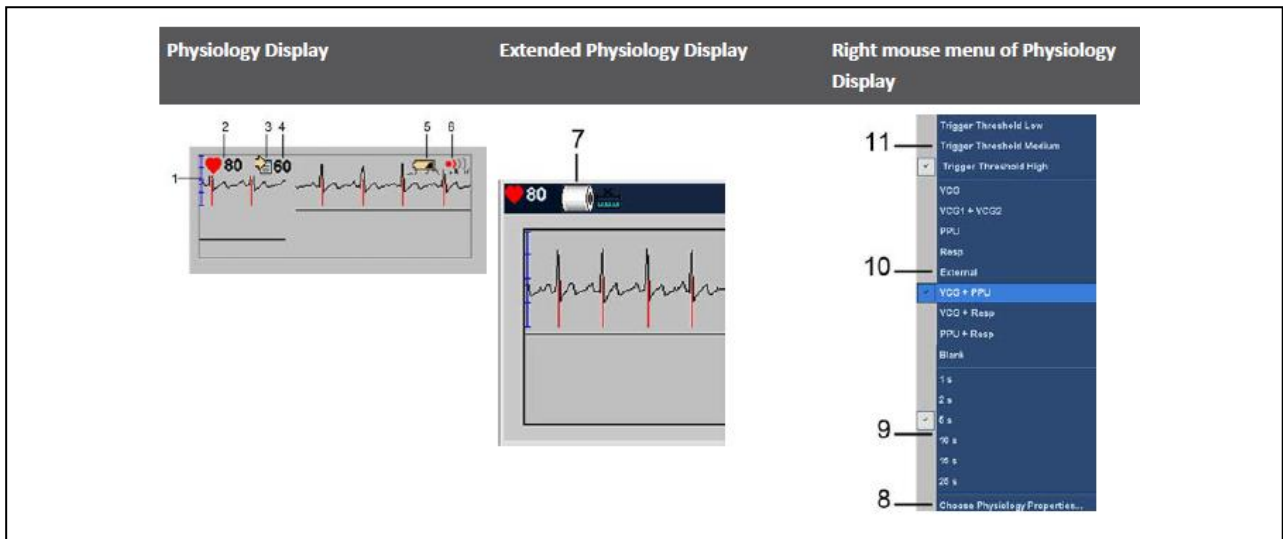 Physiology Display
Extended Physiology Display
Right mouse menu of Physiology
Display
1
2
80
3
4
60
5
6
7
80
11
Trigger Threshold Low
Trigger Threshold Medium
Trigger Threshold High
VCG
VCG1 + VCG2
PPU
Resp
10
External
VCG + PPU
VCG + Resp
PPU + Resp
Blank
1 s
2 s
5 s
9
10 s
15 s
25 s
8
Choose Physiology Properties...